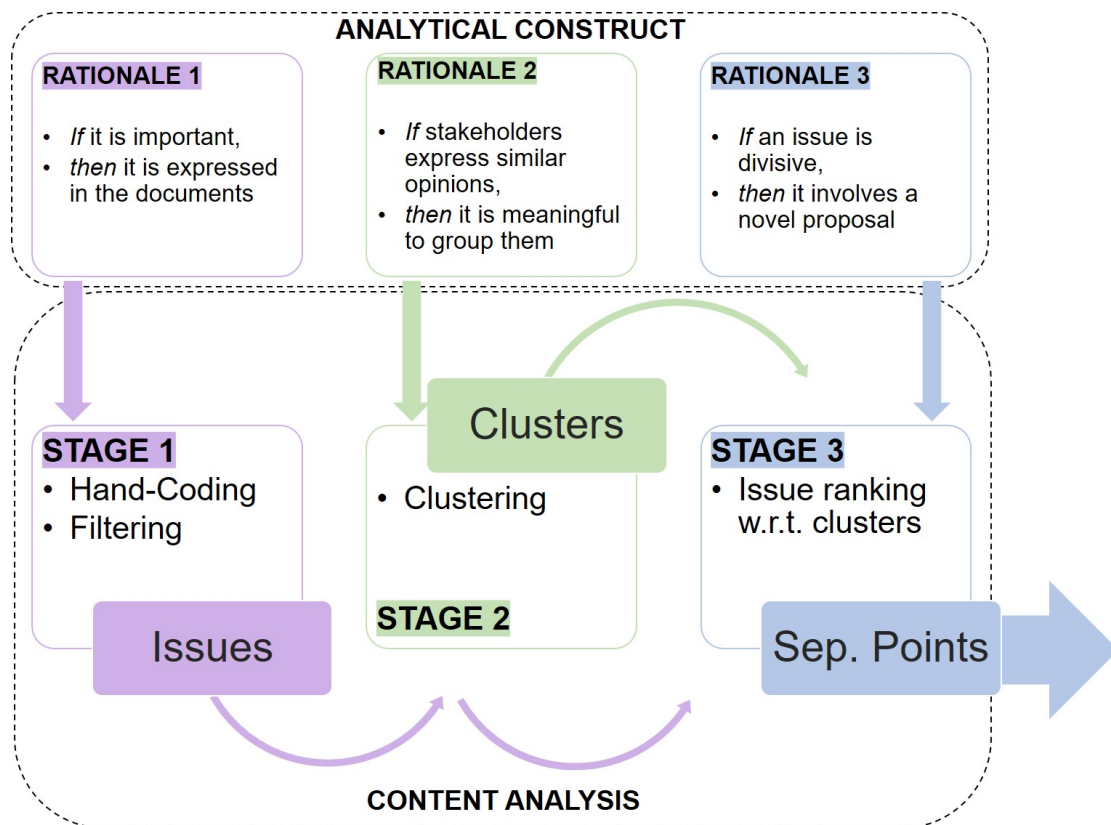 ANALYTICAL CONSTRUCT
RATIONALE 1
• If it is important,
• then it is expressed
in the documents
RATIONALE 2
• If stakeholders
express similar
opinions,
• then it is meaningful
to group them
RATIONALE 3
• If an issue is
divisive,
• then it involves a
novel proposal
STAGE 1
• Hand-Coding
• Filtering
Issues
Clusters
• Clustering
STAGE 2
STAGE 3
• Issue ranking
w.r.t. clusters
Sep. Points
CONTENT ANALYSIS